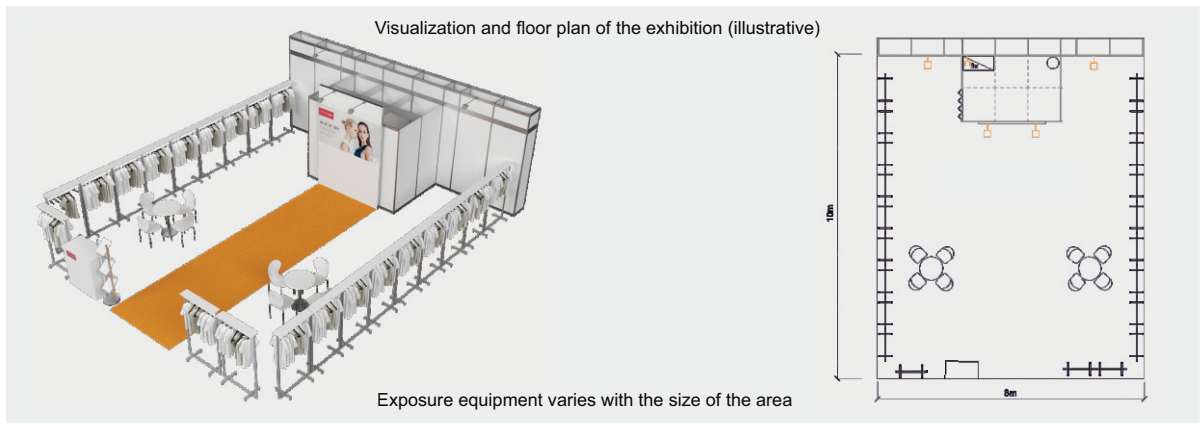 Visualization and floor plan of the exhibition (illustrative)
10m
8m
Exposure equipment varies with the size of the area